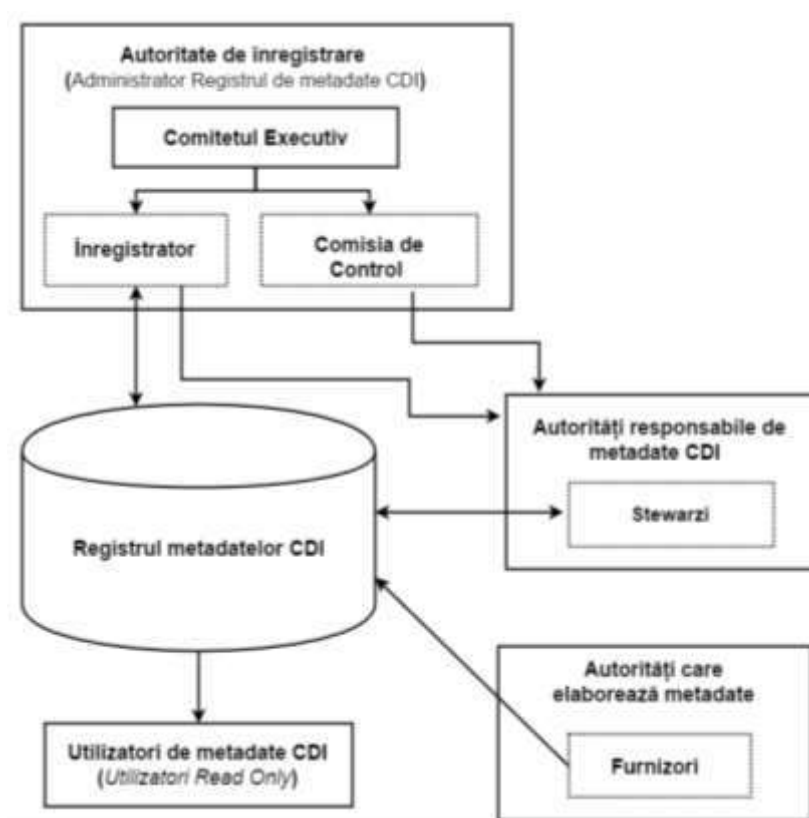 Autoritate de înregistrare
(Administrator Registrul de metadate CDI)
Comitetul Executiv
Înregistrator
Comisia de
Control
Autorități responsabile de
metadate CDI
Stewarzi
Registrul metadatelor CDI
Autorități care
elaborează metadate
Furnizori
Utilizatori de metadate CDI
(Utilizatori Read Only)